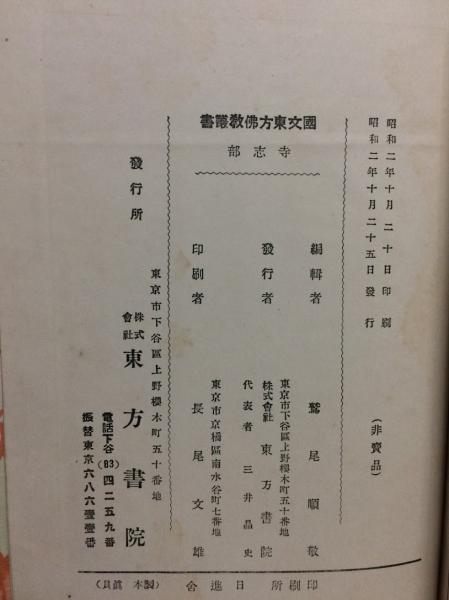 昭和二年十月二十日印刷
昭和二年十月二十五日發行
(非賣品)
國文東方佛教叢書
寺志部
編輯者 鷲尾順敬
東京市下谷區上野櫻木町五十番地
發行者 株式會社 東方書院
代表者 三井晶史
東京市京橋區南水谷町七番地
印刷者 長尾文雄
東京市下谷區上野櫻木町五十番地
發行所 株式會社 東方書院
電話下谷(83)四二五九番
振替東京六八六壹壹番
印刷所 日進舍 (製本 眞員)